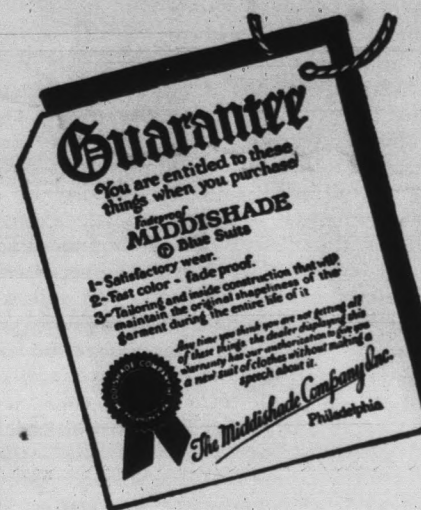 Guarantee
You are entitled to these
things when you purchase
Fadeproof
MIDDISHADE
Blue Suits
1- Satisfactory wear.
2- Fast color - fade proof.
3- Tailoring and inside construction that will
maintain the original shapeliness of the
garment during the entire life of it
Any time you think you are not getting all
of these things the dealer displaying this
warranty has our authorization to give you
a new suit of clothes without making a
speech about it.
The Middishade Company Inc.
Philadelphia